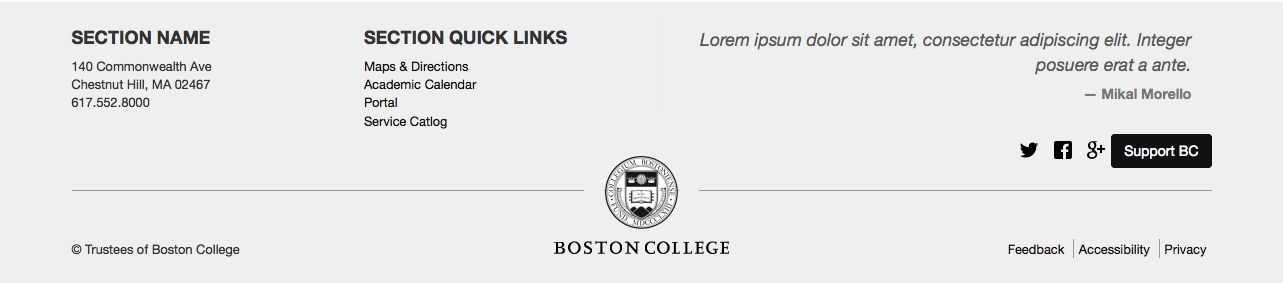 SECTION NAME
140 Commonwealth Ave
Chestnut Hill, MA 02467
617.552.8000
SECTION QUICK LINKS
Maps & Directions
Academic Calendar
Portal
Service Catlog
Lorem ipsum dolor sit amet, consectetur adipiscing elit. Integer
posuere erat a ante.
— Mikal Morello
Support BC
COLLEGIUM BOSTONIENSE
FUND. MDCCCLXIII
BOSTON COLLEGE
© Trustees of Boston College
Feedback
Accessibility
Privacy